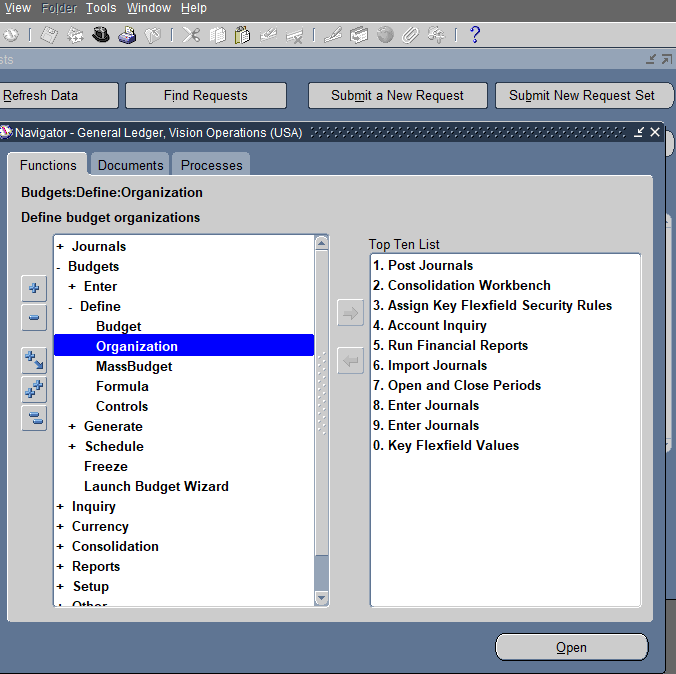 View Folder Tools Window Help
sts
Refresh Data Find Requests Submit a New Request Submit New Request Set
Navigator - General Ledger, Vision Operations (USA)
Functions Documents Processes
Budgets:Define:Organization
Define budget organizations
+ Journals
- Budgets
+ Enter
- Define
Budget
Organization
MassBudget
Formula
Controls
+ Generate
+ Schedule
Freeze
Launch Budget Wizard
+ Inquiry
+ Currency
+ Consolidation
+ Reports
+ Setup
+ Other
Top Ten List
1. Post Journals
2. Consolidation Workbench
3. Assign Key Flexfield Security Rules
4. Account Inquiry
5. Run Financial Reports
6. Import Journals
7. Open and Close Periods
8. Enter Journals
9. Enter Journals
0. Key Flexfield Values
Open